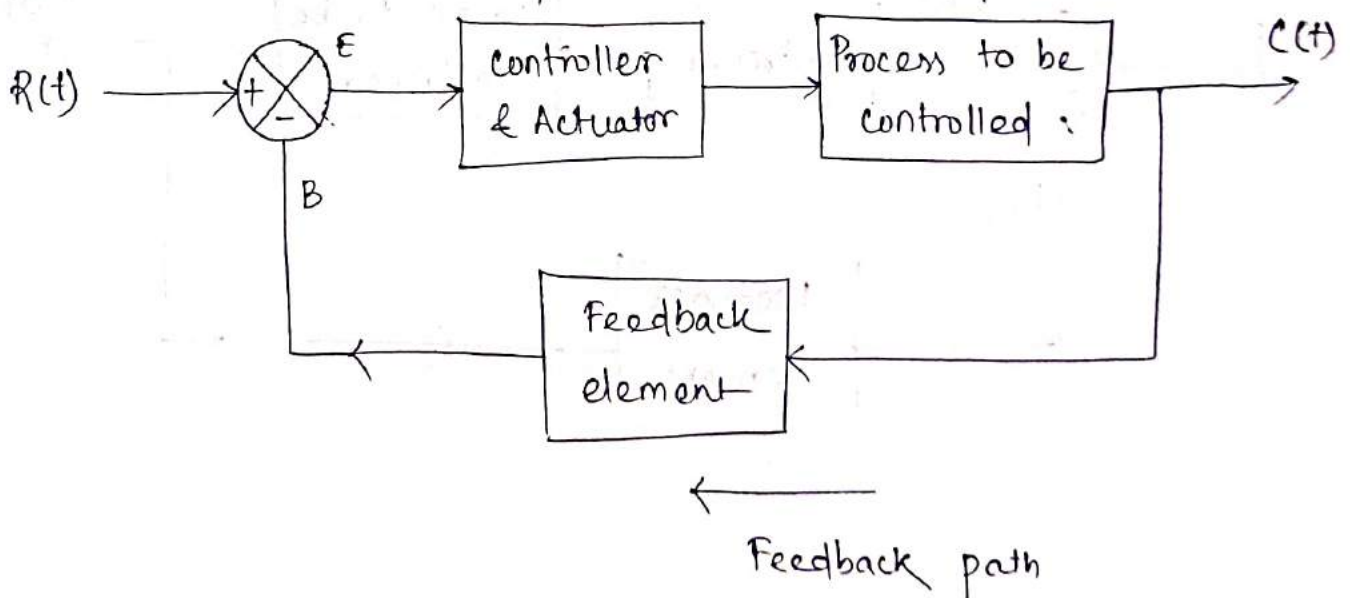 R(t)
+
-
E
controller
& Actuator
Process to be
controlled :
C(t)
B
Feedback
element
Feedback path